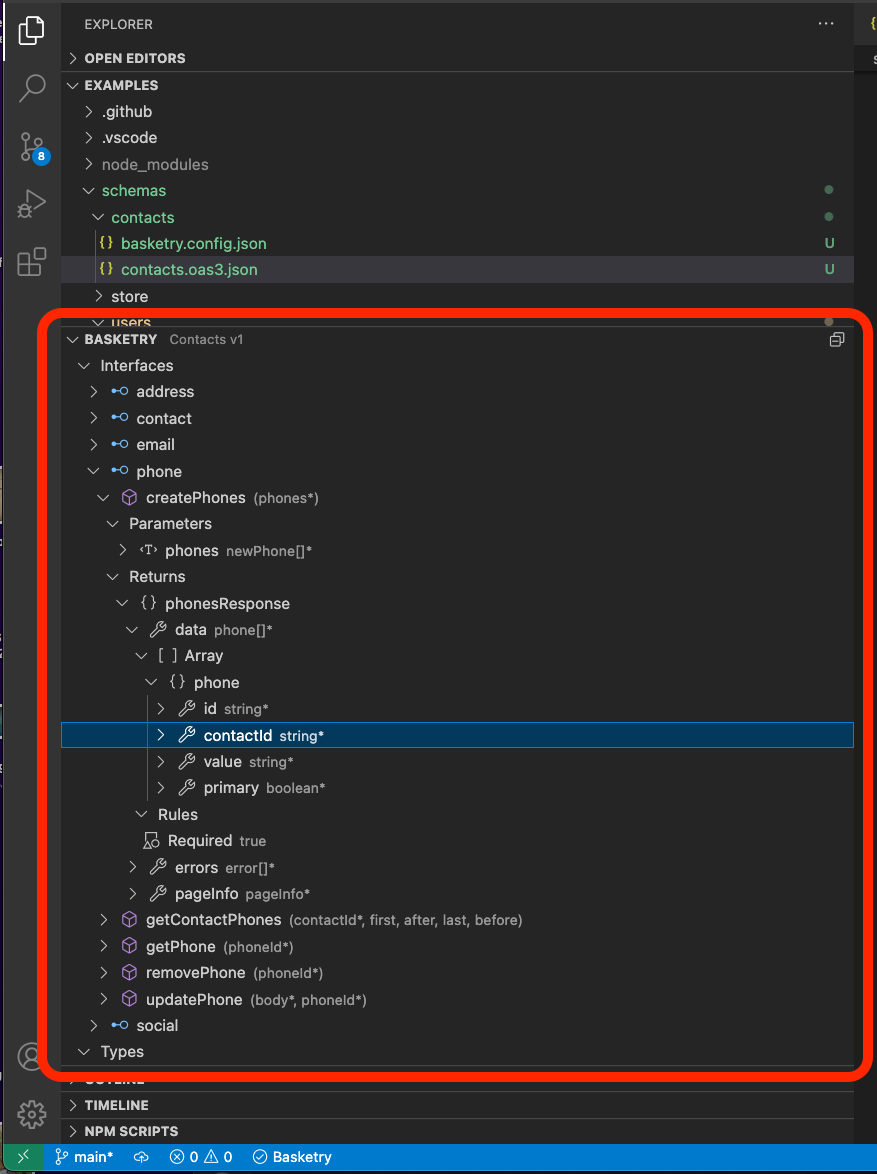 EXPLORER
OPEN EDITORS
EXAMPLES
.github
.vscode
node_modules
schemas
contacts
{} basketry.config.json U
{} contacts.oas3.json U
store
users
BASKETRY Contacts v1
Interfaces
address
contact
email
phone
createPhones (phones*)
Parameters
<T> phones newPhone[]*
Returns
{} phonesResponse
data phone[]*
[ ] Array
{} phone
id string*
contactId string*
value string*
primary boolean*
Rules
Required true
errors error[]*
pageInfo pageInfo*
getContactPhones (contactId*, first, after, last, before)
getPhone (phoneId*)
removePhone (phoneId*)
updatePhone (body*, phoneId*)
social
Types
OUTLINE
TIMELINE
NPM SCRIPTS
8
main* 0 0 Basketry